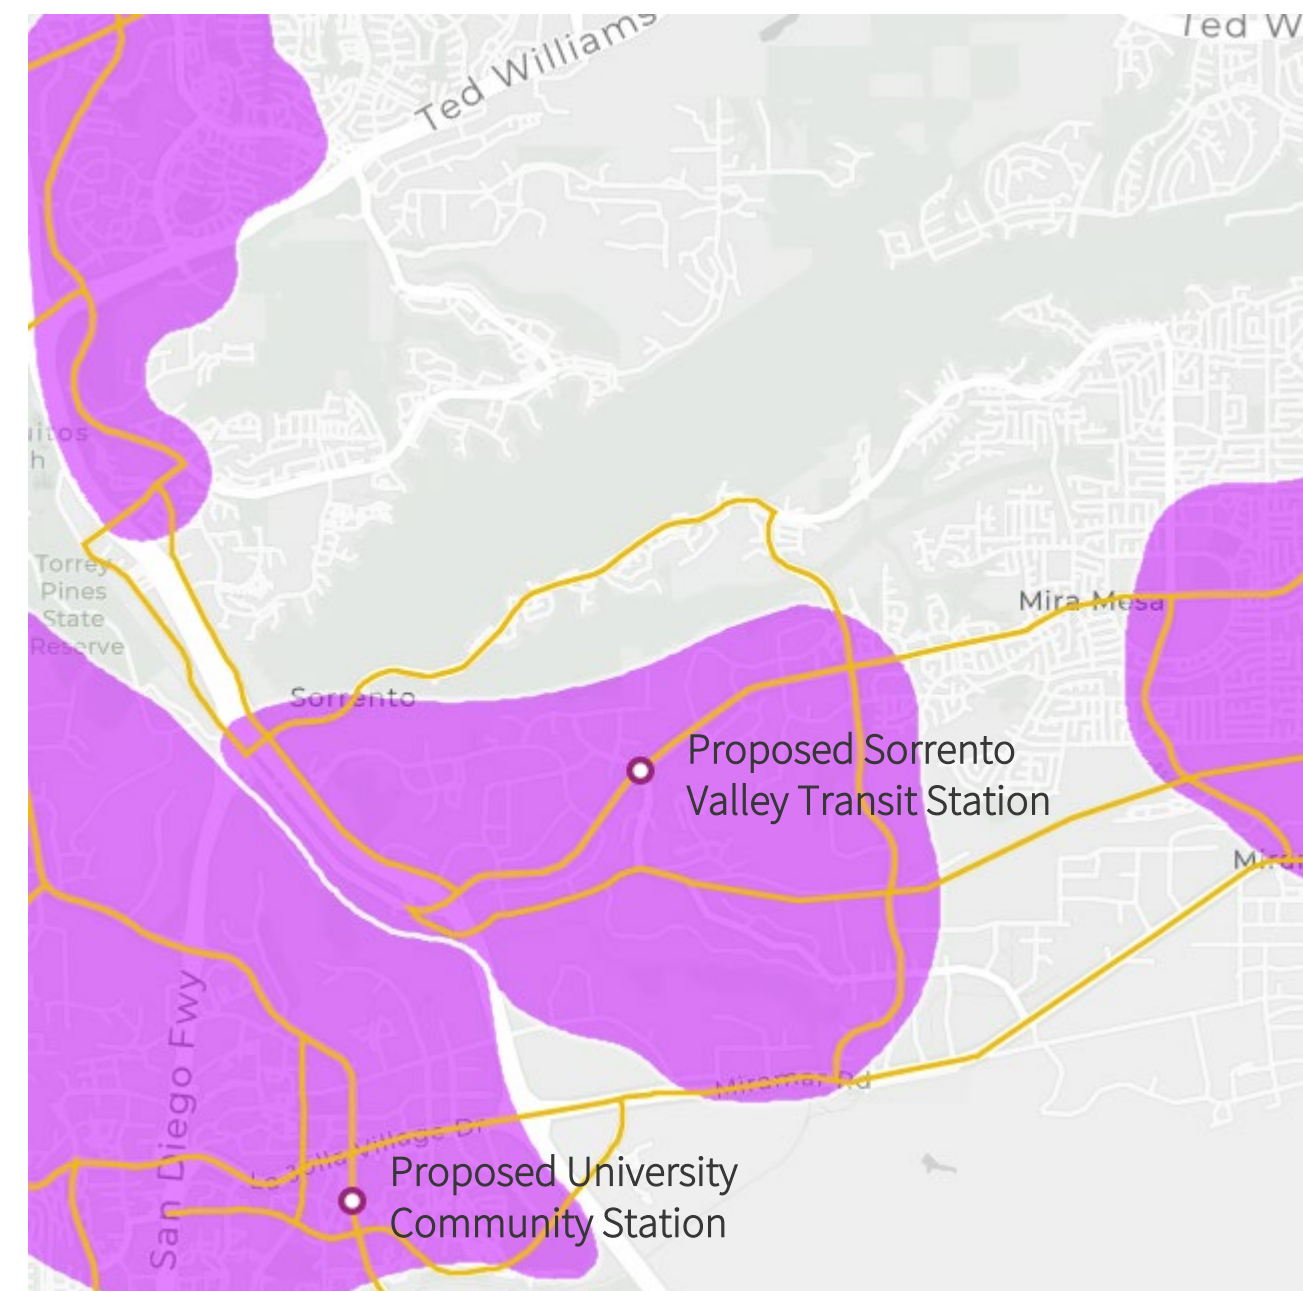 Ted Williams
Ted W
uitos
h
Torrey
Pines
State
Reserve
Mira Mesa
Sorrento
Proposed Sorrento
Valley Transit Station
San Diego Fwy
Miramar Rd
La Jolla Village Dr
Proposed University
Community Station